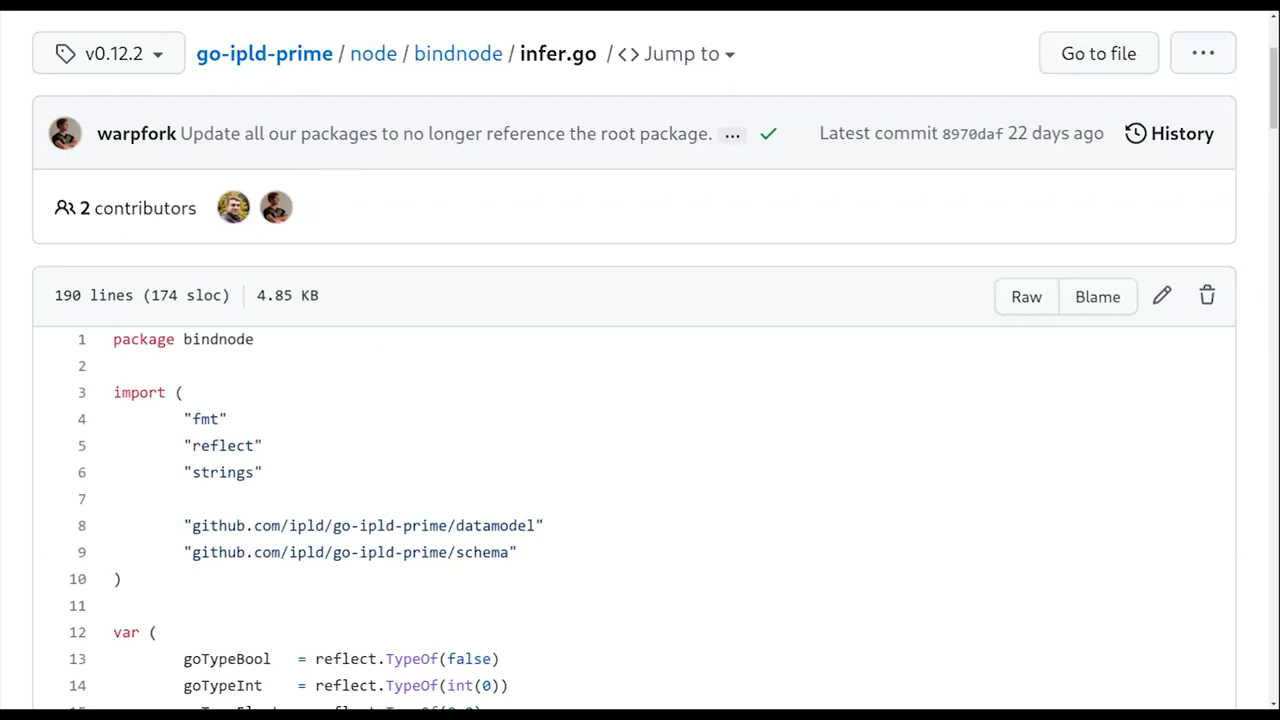 v0.12.2 go-ipld-prime / node / bindnode / infer.go / <> Jump to Go to file ...
warpfork Update all our packages to no longer reference the root package. ... Latest commit 8970daf 22 days ago History
2 contributors
190 lines (174 sloc) 4.85 KB Raw Blame
1 package bindnode
2
3 import (
4 "fmt"
5 "reflect"
6 "strings"
7
8 "github.com/ipld/go-ipld-prime/datamodel"
9 "github.com/ipld/go-ipld-prime/schema"
10 )
11
12 var (
13 goTypeBool = reflect.TypeOf(false)
14 goTypeInt = reflect.TypeOf(int(0))